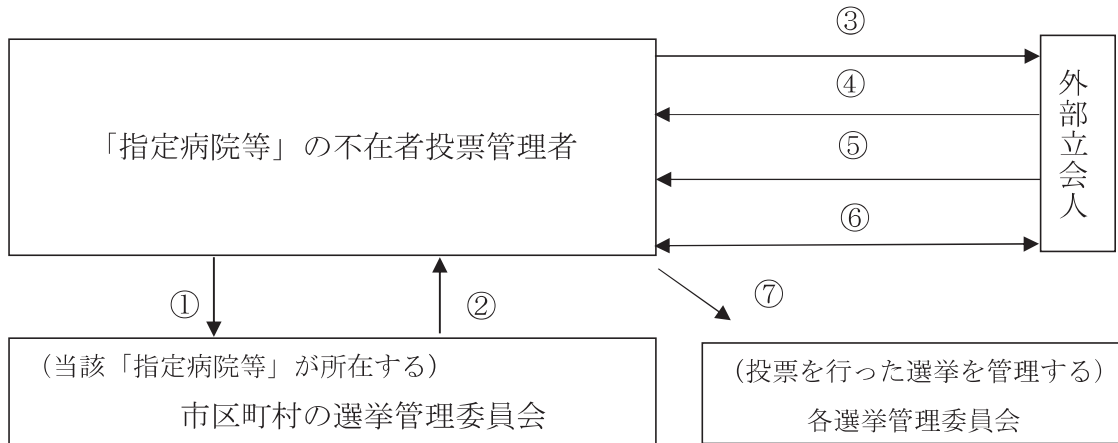 ③
④
「指定病院等」の不在者投票管理者
外部立会人
⑤
⑥
①
②
⑦
（当該「指定病院等」が所在する）
市区町村の選挙管理委員会
（投票を行った選挙を管理する）
各選挙管理委員会